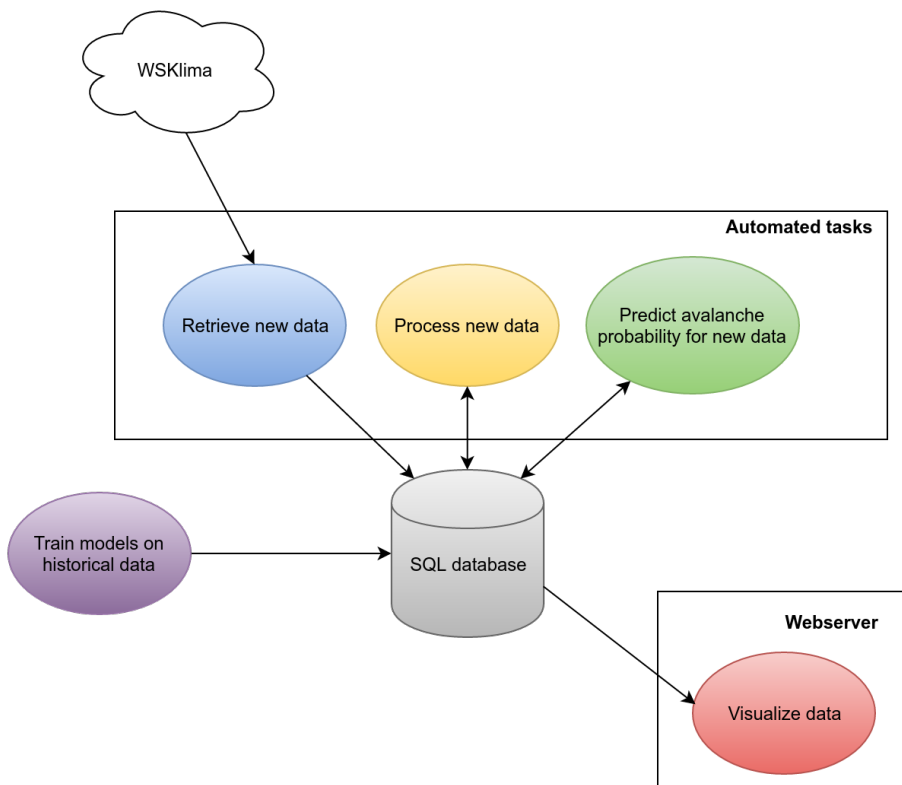 WSKlima
Automated tasks
Retrieve new data
Process new data
Predict avalanche
probability for new data
Train models on
historical data
SQL database
Webserver
Visualize data